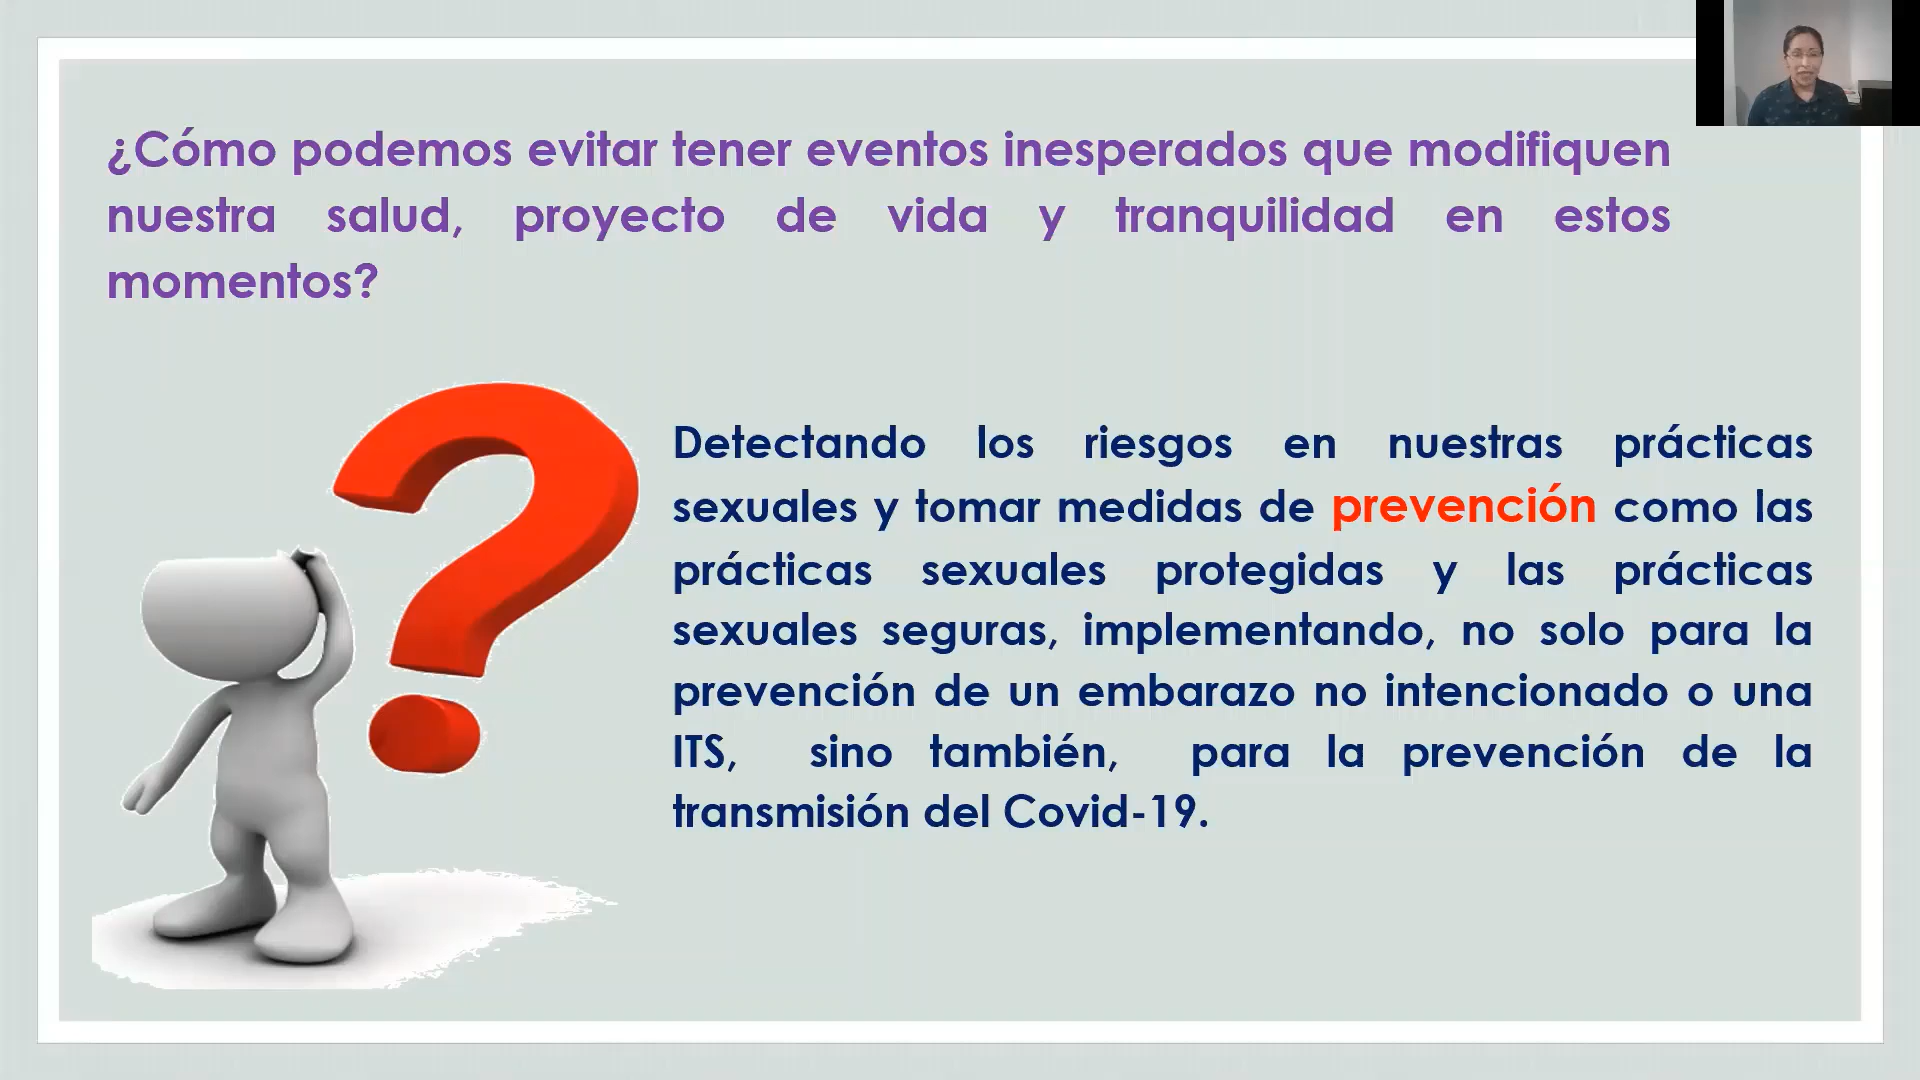 ¿Cómo podemos evitar tener eventos inesperados que modifiquen
nuestra salud, proyecto de vida y tranquilidad en estos
momentos?
Detectando los riesgos en nuestras prácticas
sexuales y tomar medidas de prevención como las
prácticas sexuales protegidas y las prácticas
sexuales seguras, implementando, no solo para la
prevención de un embarazo no intencionado o una
ITS, sino también, para la prevención de la
transmisión del Covid-19.